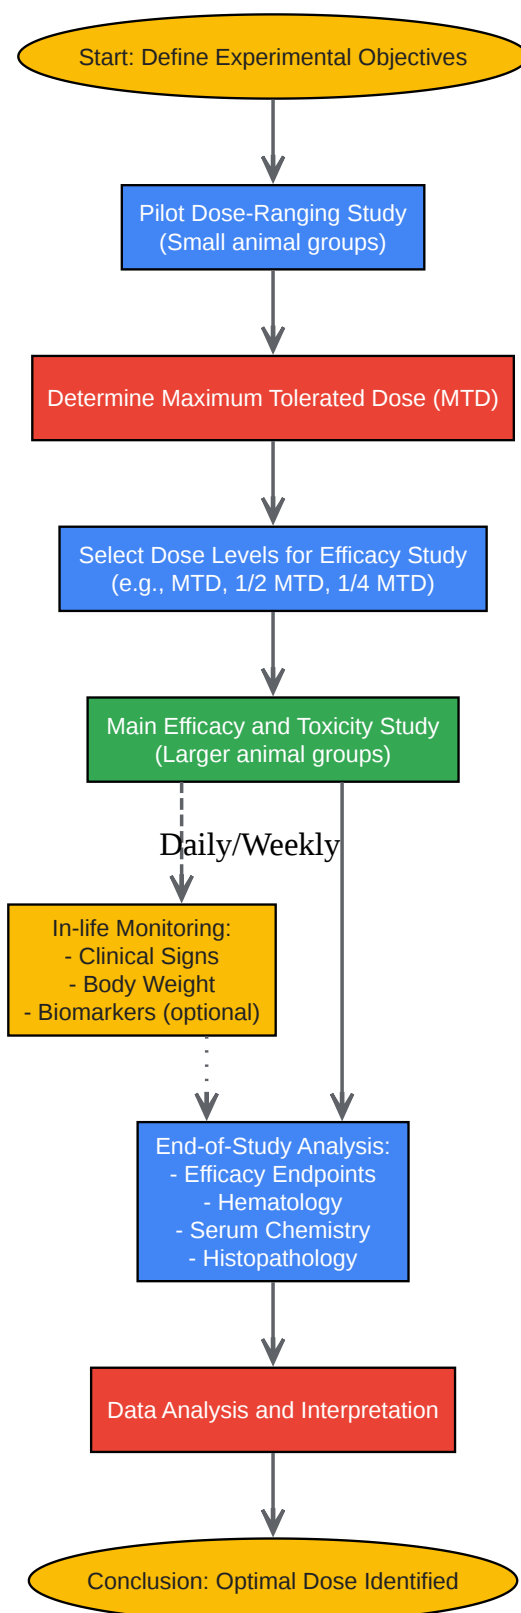 Start: Define Experimental Objectives
Pilot Dose-Ranging Study
(Small animal groups)
Determine Maximum Tolerated Dose (MTD)
Select Dose Levels for Efficacy Study
(e.g., MTD, 1/2 MTD, 1/4 MTD)
Main Efficacy and Toxicity Study
(Larger animal groups)
Daily/Weekly
In-life Monitoring:
- Clinical Signs
- Body Weight
- Biomarkers (optional)
End-of-Study Analysis:
- Efficacy Endpoints
- Hematology
- Serum Chemistry
- Histopathology
Data Analysis and Interpretation
Conclusion: Optimal Dose Identified